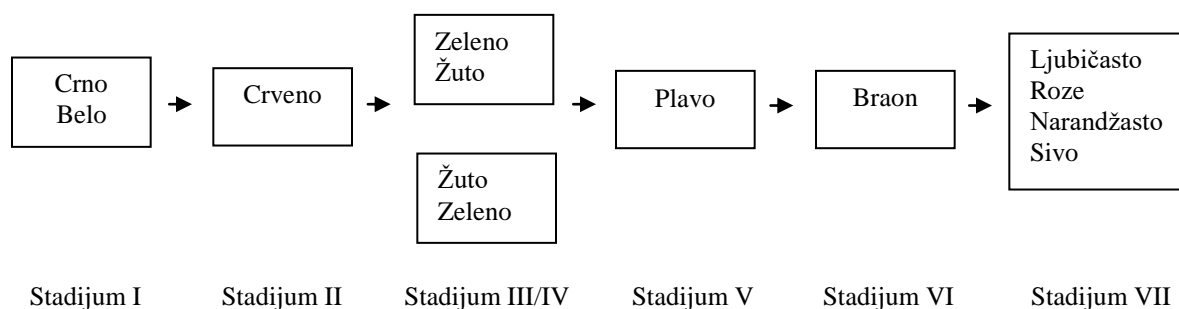 Crno
Belo
Crveno
Zeleno
Žuto
Žuto
Zeleno
Plavo
Braon
Ljubičasto
Roze
Narandžasto
Sivo
Stadijum I
Stadijum II
Stadijum III/IV
Stadijum V
Stadijum VI
Stadijum VII